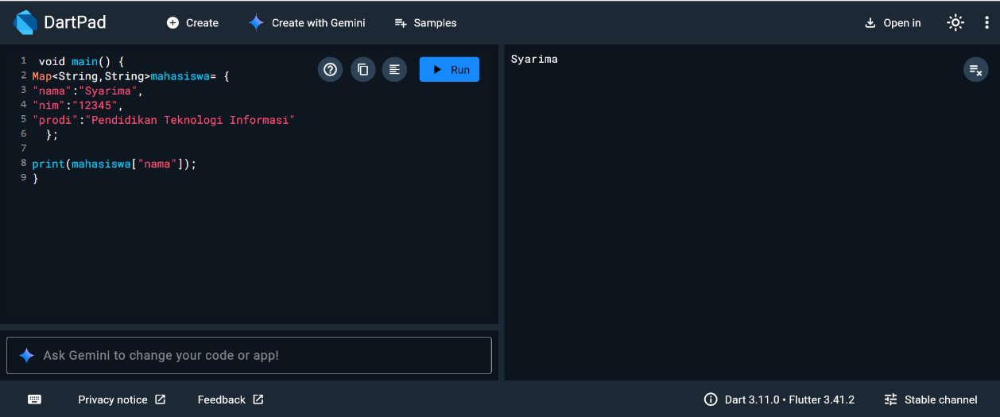 DartPad Create Create with Gemini Samples Open in
1 void main() {
2 Map<String,String>mahasiswa= {
3 "nama":"Syarima",
4 "nim":"12345",
5 "prodi":"Pendidikan Teknologi Informasi"
6 };
7
8 print(mahasiswa["nama"]);
9 }
Run
Ask Gemini to change your code or app!
Syarima
Privacy notice Feedback Dart 3.11.0 • Flutter 3.41.2 Stable channel